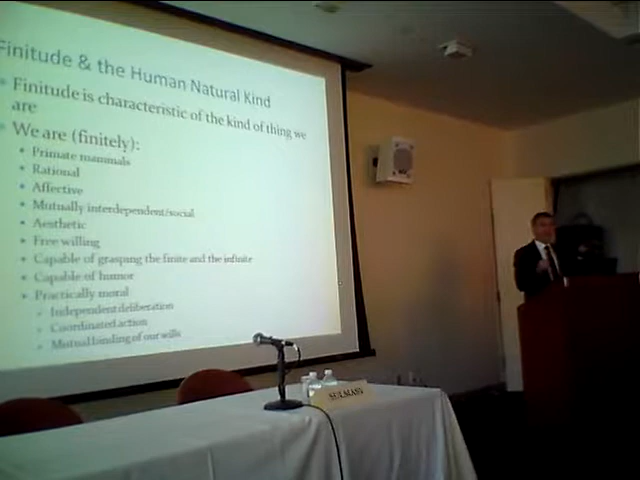 Finitude & the Human Natural Kind
Finitude is characteristic of the kind of thing we
are
We are (finitely):
Primate mammals
Rational
Affective
Mutually interdependent/social
Aesthetic
Free willing
Capable of grasping the finite and the infinite
Capable of humor
Practically moral
Independent deliberation
Coordinated action
Mutual binding of our wills